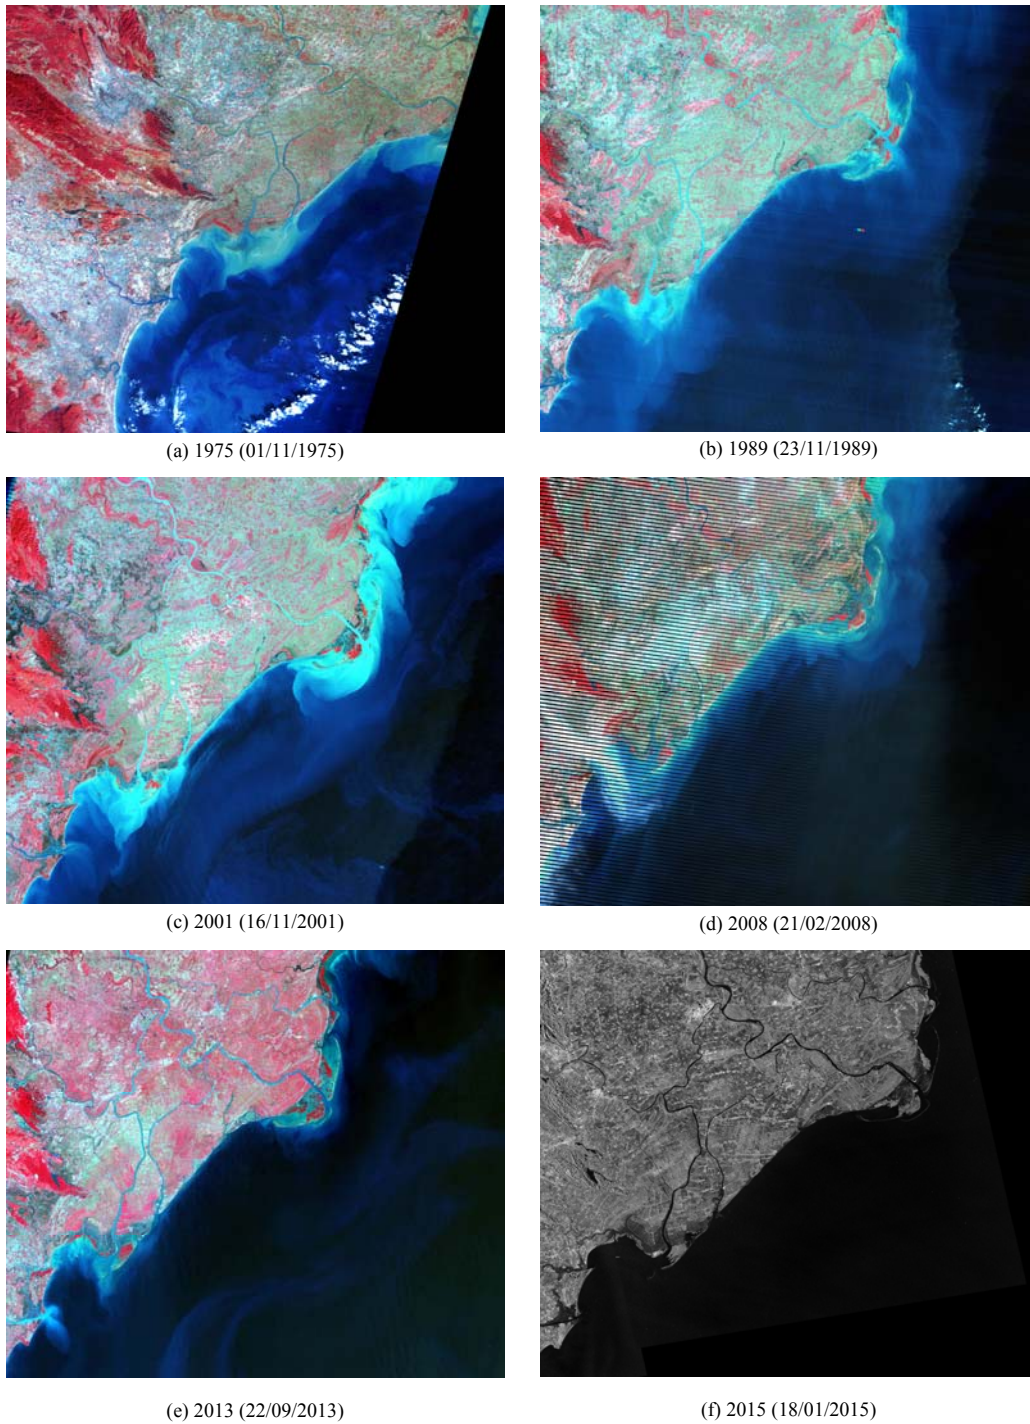 (a) 1975 (01/11/1975)
(b) 1989 (23/11/1989)
(c) 2001 (16/11/2001)
(d) 2008 (21/02/2008)
(e) 2013 (22/09/2013)
(f) 2015 (18/01/2015)